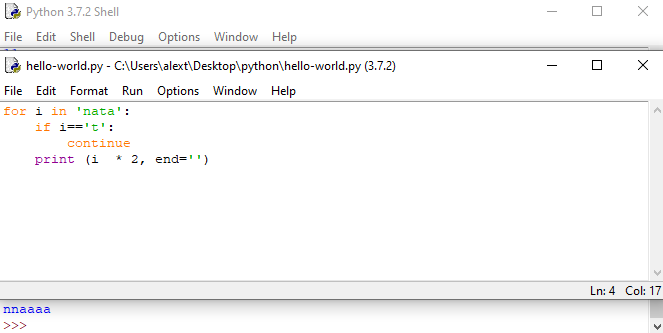 Python 3.7.2 Shell
File Edit Shell Debug Options Window Help
hello-world.py - C:\Users\alext\Desktop\python\hello-world.py (3.7.2)
File Edit Format Run Options Window Help
for i in 'nata':
    if i=='t':
        continue
    print (i  * 2, end='')
Ln: 4 Col: 17
nnaaaa
>>>